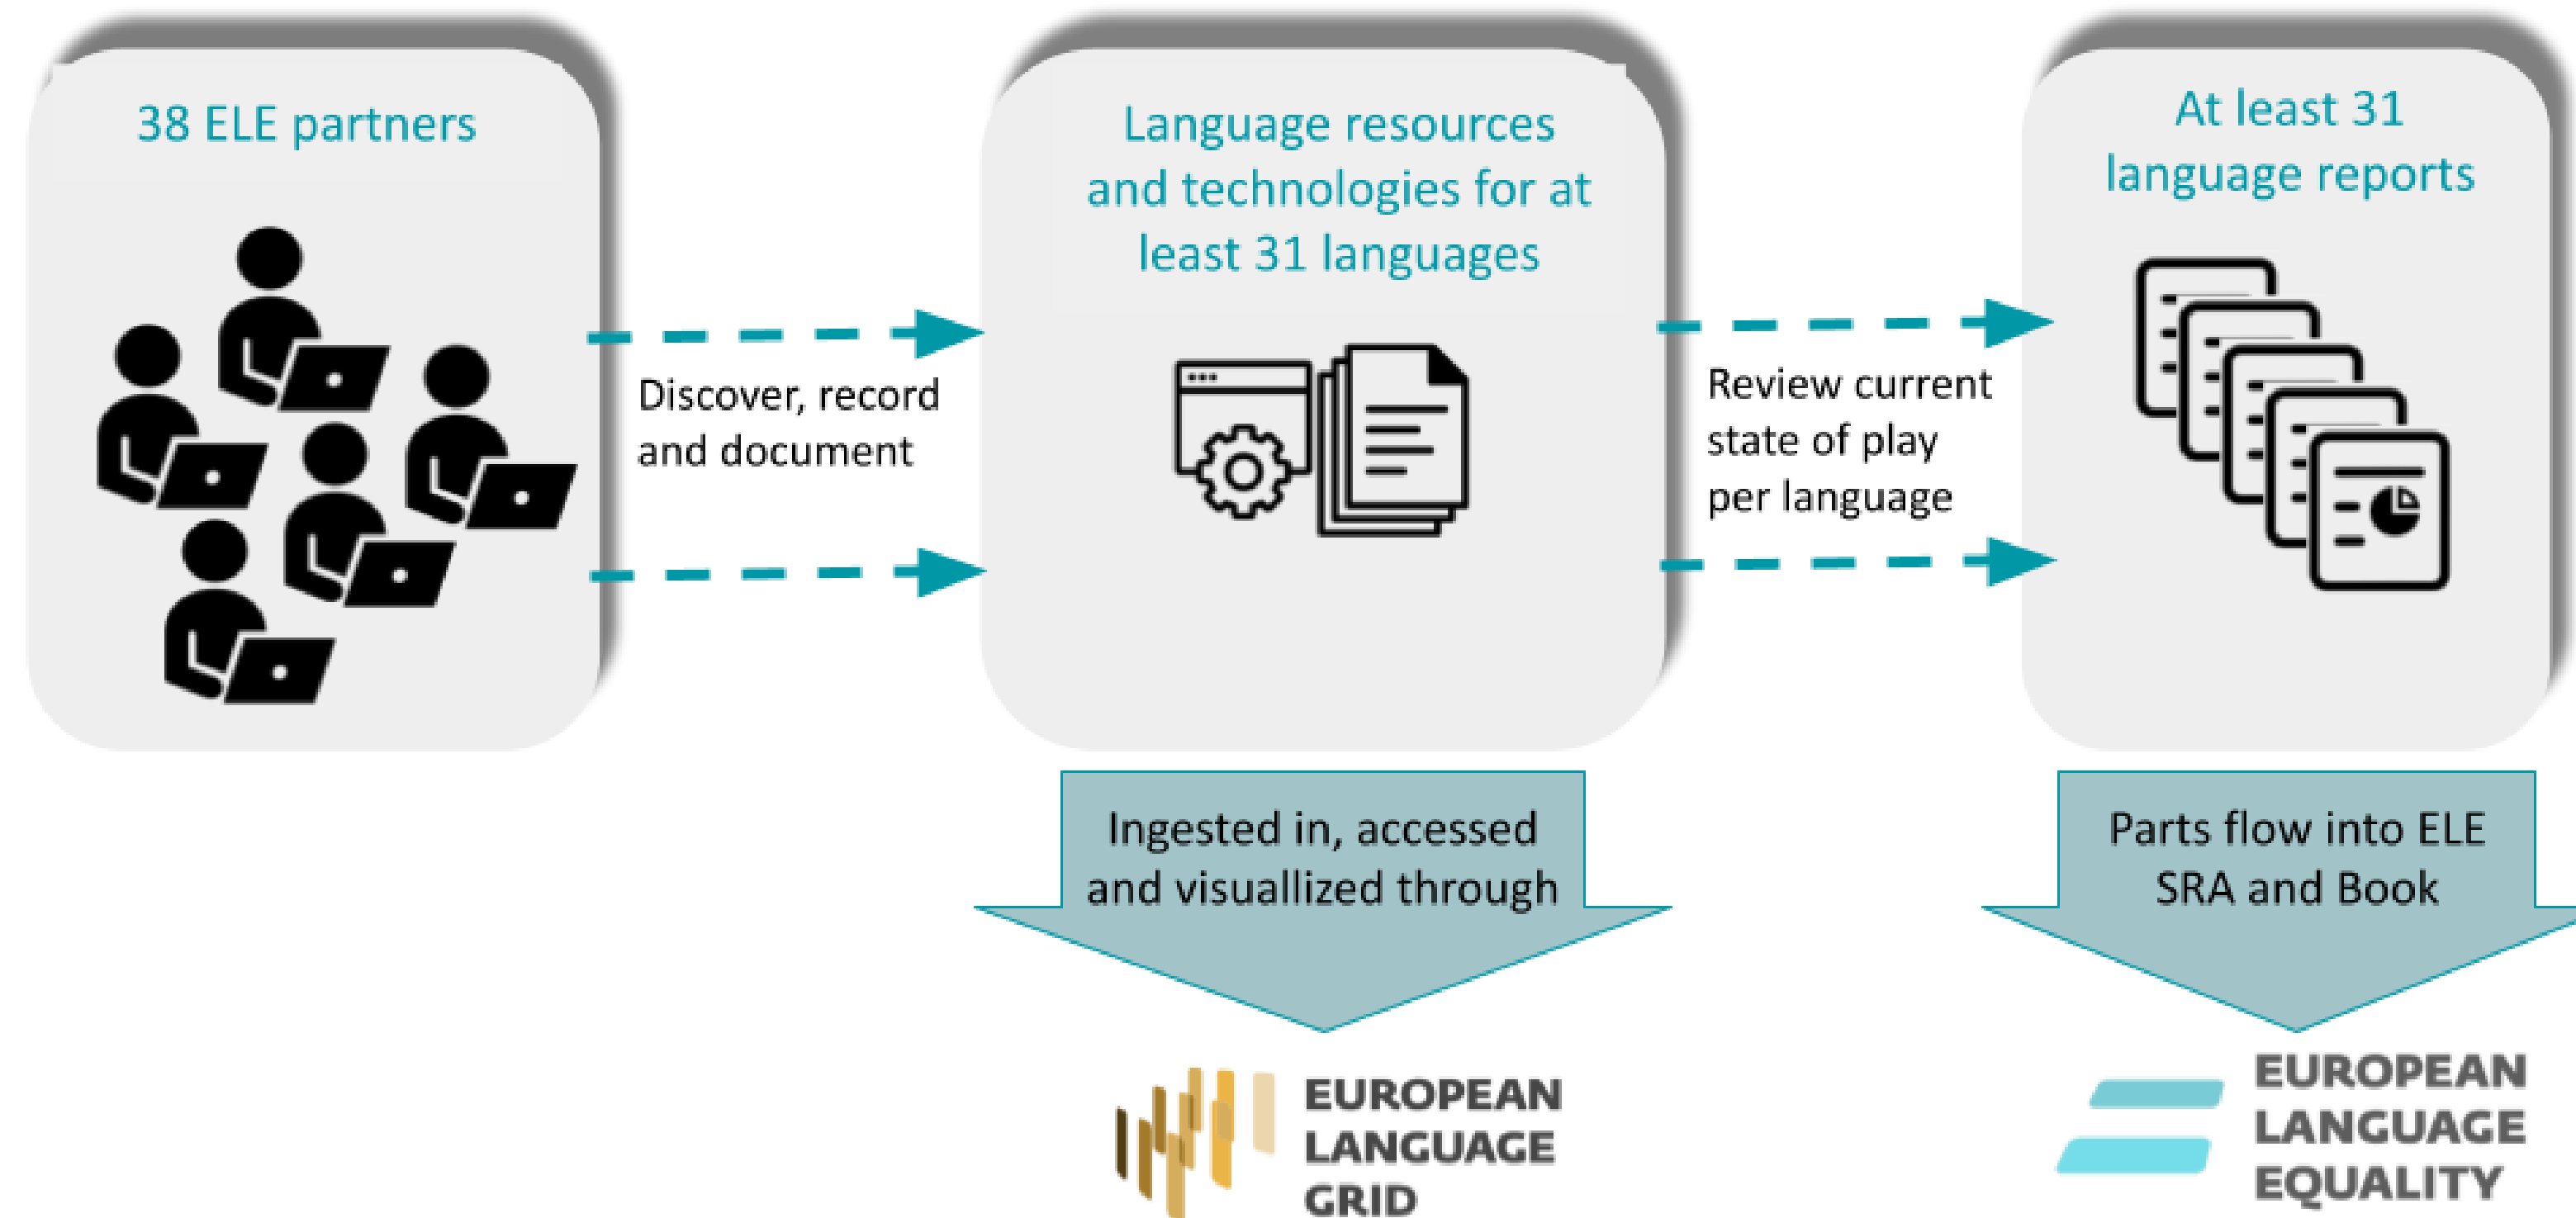 38 ELE partners
Discover, record
and document
Language resources
and technologies for at
least 31 languages
Review current
state of play
per language
At least 31
language reports
Ingested in, accessed
and visuallized through
Parts flow into ELE
SRA and Book
EUROPEAN
LANGUAGE
GRID
EUROPEAN
LANGUAGE
EQUALITY